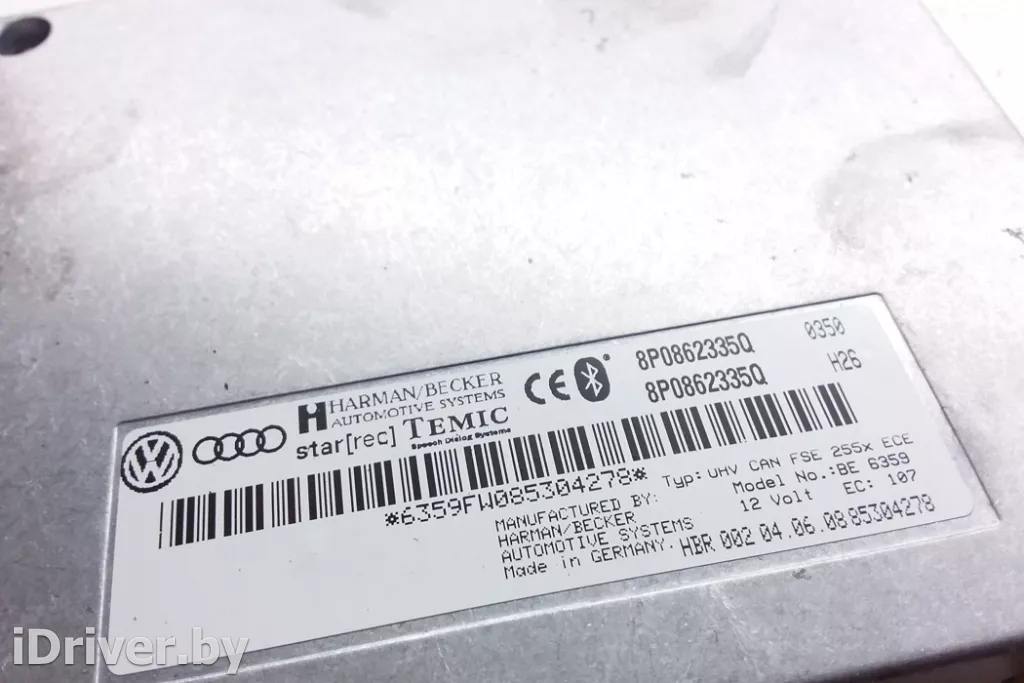 HARMAN/BECKER
AUTOMOTIVE SYSTEMS
star[rec] TEMIC
Speech Dialog Systems
CE
8P0862335Q 0350
8P0862335Q H26
*6359FW085304278*
Typ: UHV CAN FSE 255x ECE
Model No.:BE 6359
12 Volt EC: 107
MANUFACTURED BY:
HARMAN/BECKER
AUTOMOTIVE SYSTEMS
Made in GERMANY.
HBR 002 04.06.08 85304278
iDriver.by